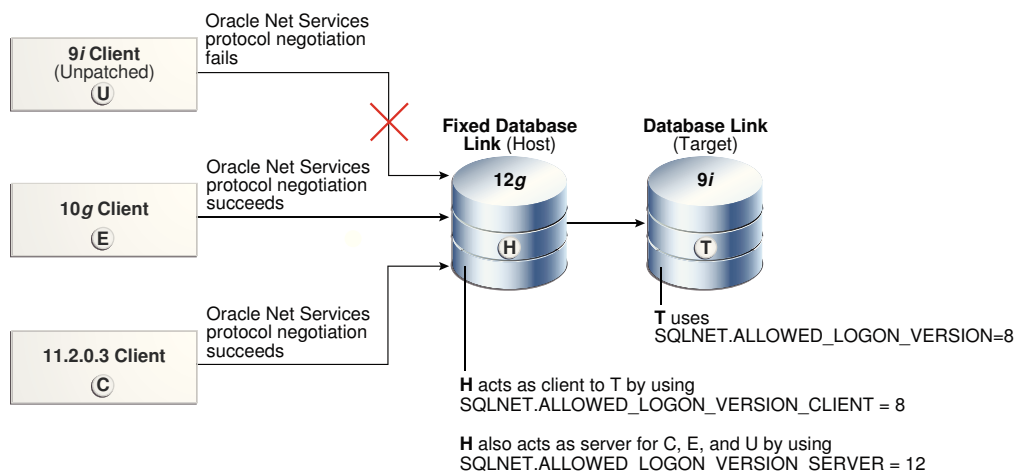 Oracle Net Services
protocol negotiation
fails
9i Client
(Unpatched)
U
Oracle Net Services
protocol negotiation
succeeds
10g Client
E
Oracle Net Services
protocol negotiation
succeeds
11.2.0.3 Client
C
Fixed Database
Link (Host)
12g
H
Database Link
(Target)
9i
T
T uses
SQLNET.ALLOWED_LOGON_VERSION=8
H acts as client to T by using
SQLNET.ALLOWED_LOGON_VERSION_CLIENT = 8
H also acts as server for C, E, and U by using
SQLNET.ALLOWED_LOGON_VERSION_SERVER = 12